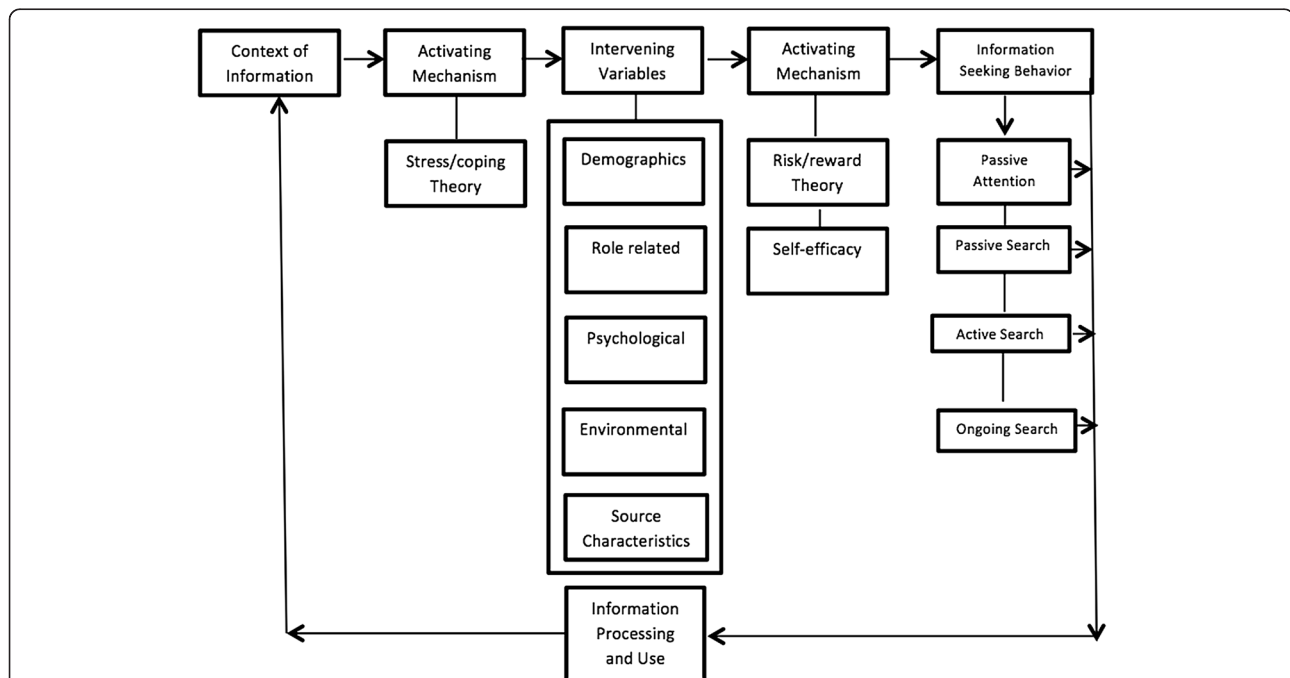 Context of
Information
Activating
Mechanism
Intervening
Variables
Activating
Mechanism
Information
Seeking Behavior
Stress/coping
Theory
Demographics
Role related
Psychological
Environmental
Source
Characteristics
Risk/reward
Theory
Self-efficacy
Passive
Attention
Passive Search
Active Search
Ongoing Search
Information
Processing
and Use